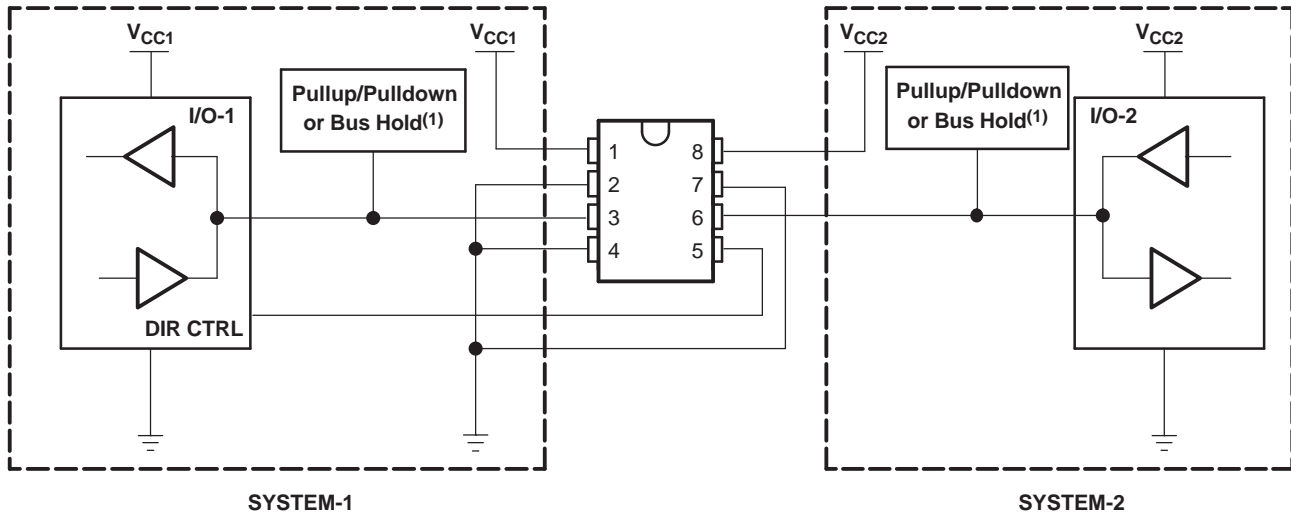 VCC1
VCC1
VCC2
VCC2
I/O-1
Pullup/Pulldown
or Bus Hold(1)
Pullup/Pulldown
or Bus Hold(1)
I/O-2
1
8
2
7
3
6
4
5
DIR CTRL
SYSTEM-1
SYSTEM-2